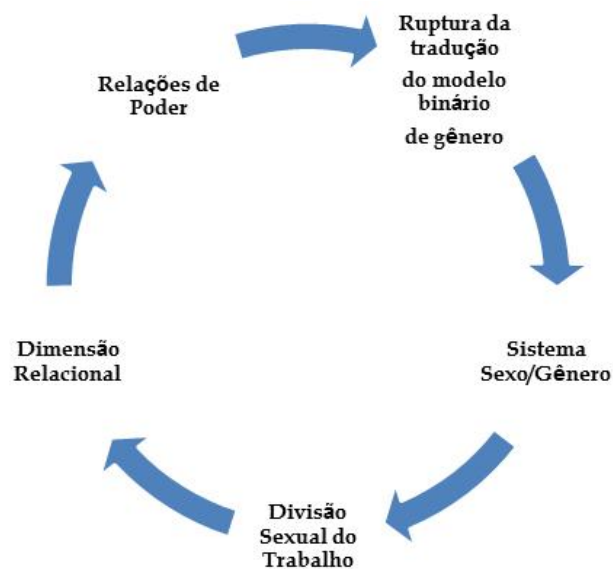 Relações de
Poder
Ruptura da
tradução
do modelo
binário
de gênero
Sistema
Sexo/Gênero
Divisão
Sexual do
Trabalho
Dimensão
Relacional